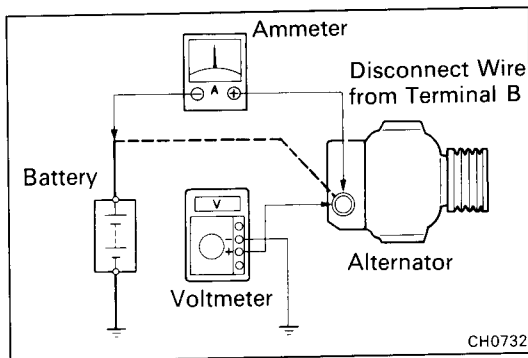 Ammeter
Disconnect Wire
from Terminal B
− A +
Battery
V
− +
Voltmeter
Alternator
CH0732